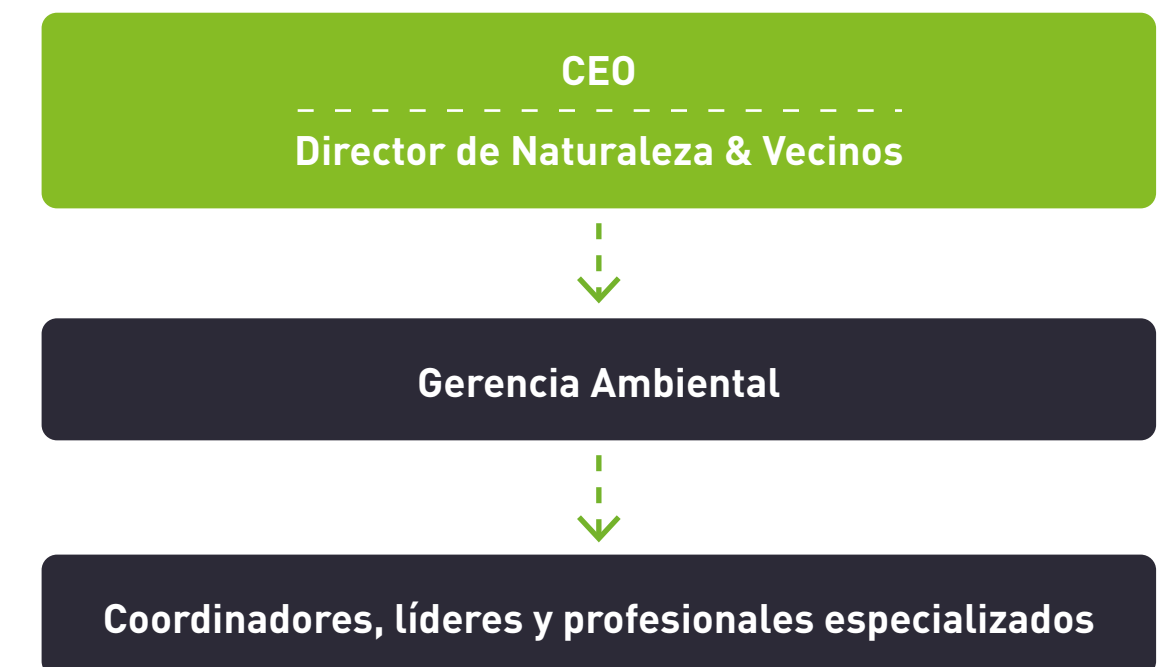 CEO
Director de Naturaleza & Vecinos
Gerencia Ambiental
Coordinadores, líderes y profesionales especializados